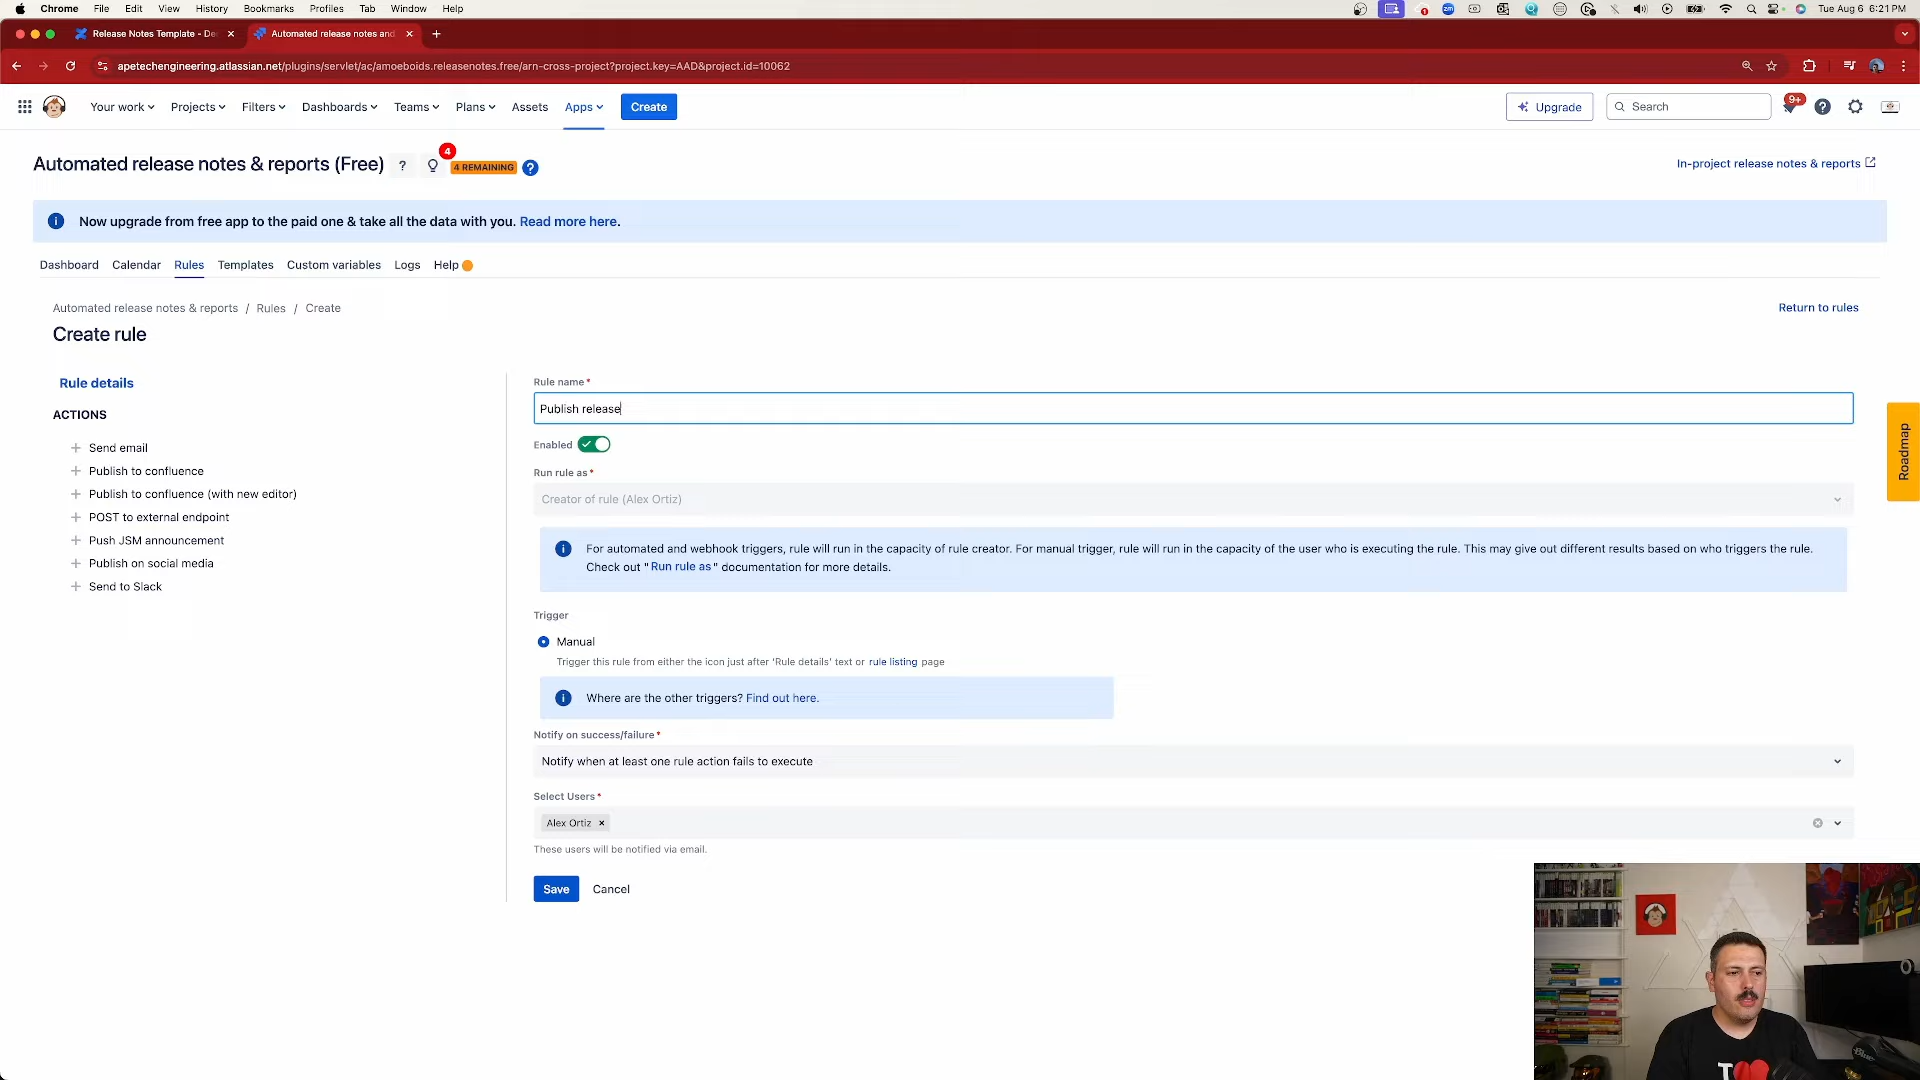 Chrome File Edit View History Bookmarks Profiles Tab Window Help
Tue Aug 6 6:21 PM
Release Notes Template - De
Automated release notes and
apetechengineering.atlassian.net/plugins/servlet/ac/amoeboids.releasenotes.free/arn-cross-project?project.key=AAD&project.id=10062
Your work Projects Filters Dashboards Teams Plans Assets Apps Create
Upgrade
Search
9+
Automated release notes & reports (Free)
?
4
4 REMAINING
?
In-project release notes & reports
Now upgrade from free app to the paid one & take all the data with you. Read more here.
Dashboard Calendar Rules Templates Custom variables Logs Help
Automated release notes & reports / Rules / Create
Return to rules
Create rule
Rule details
ACTIONS
Send email
Publish to confluence
Publish to confluence (with new editor)
POST to external endpoint
Push JSM announcement
Publish on social media
Send to Slack
Rule name *
Publish release
Enabled
Run rule as *
Creator of rule (Alex Ortiz)
For automated and webhook triggers, rule will run in the capacity of rule creator. For manual trigger, rule will run in the capacity of the user who is executing the rule. This may give out different results based on who triggers the rule.
Check out "Run rule as" documentation for more details.
Trigger
Manual
Trigger this rule from either the icon just after 'Rule details' text or rule listing page
Where are the other triggers? Find out here.
Notify on success/failure *
Notify when at least one rule action fails to execute
Select Users *
Alex Ortiz
These users will be notified via email.
Save Cancel
Roadmap